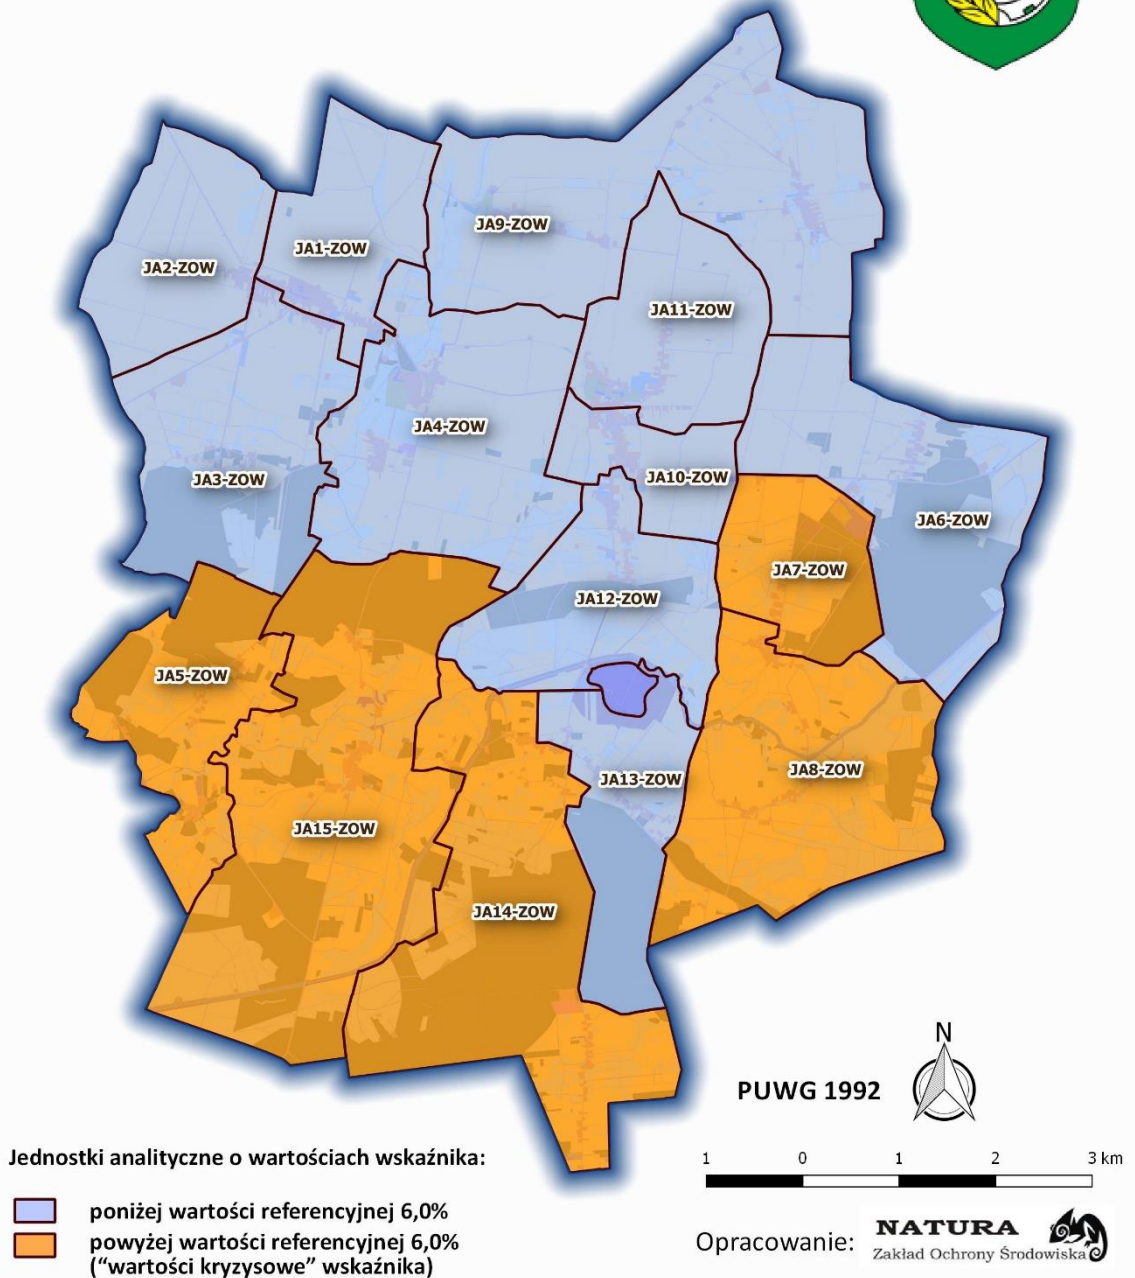 JA9-ZOW
JA1-ZOW
JA2-ZOW
JA11-ZOW
JA4-ZOW
JA10-ZOW
JA3-ZOW
JA6-ZOW
JA7-ZOW
JA12-ZOW
JA5-ZOW
JA8-ZOW
JA13-ZOW
JA15-ZOW
JA14-ZOW
N
PUWG 1992
Jednostki analityczne o wartościach wskaźnika:
1 0 1 2 3 km
poniżej wartości referencyjnej 6,0%
powyżej wartości referencyjnej 6,0%
("wartości kryzysowe" wskaźnika)
Opracowanie:
NATURA
Zakład Ochrony Środowiska